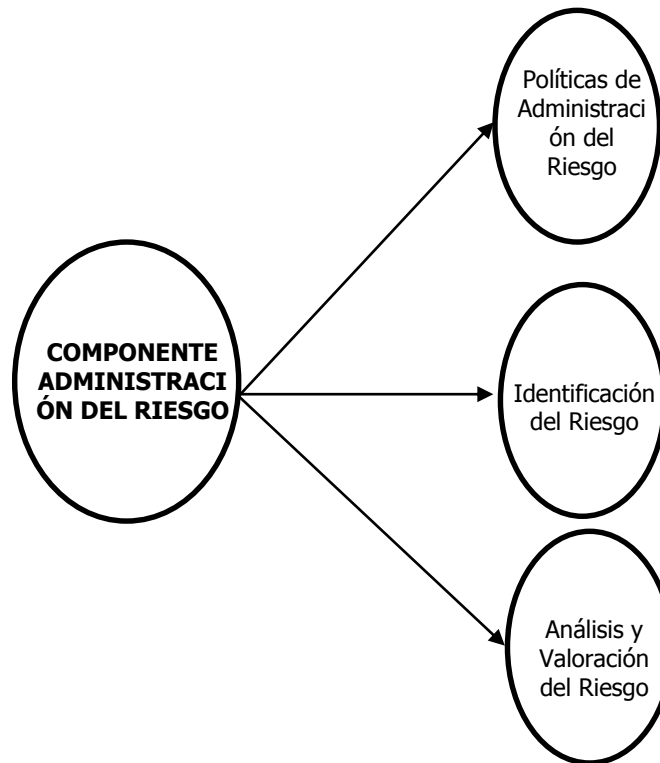 Políticas de
Administraci
ón del
Riesgo
COMPONENTE
ADMINISTRACI
ÓN DEL RIESGO
Identificación
del Riesgo
Análisis y
Valoración
del Riesgo